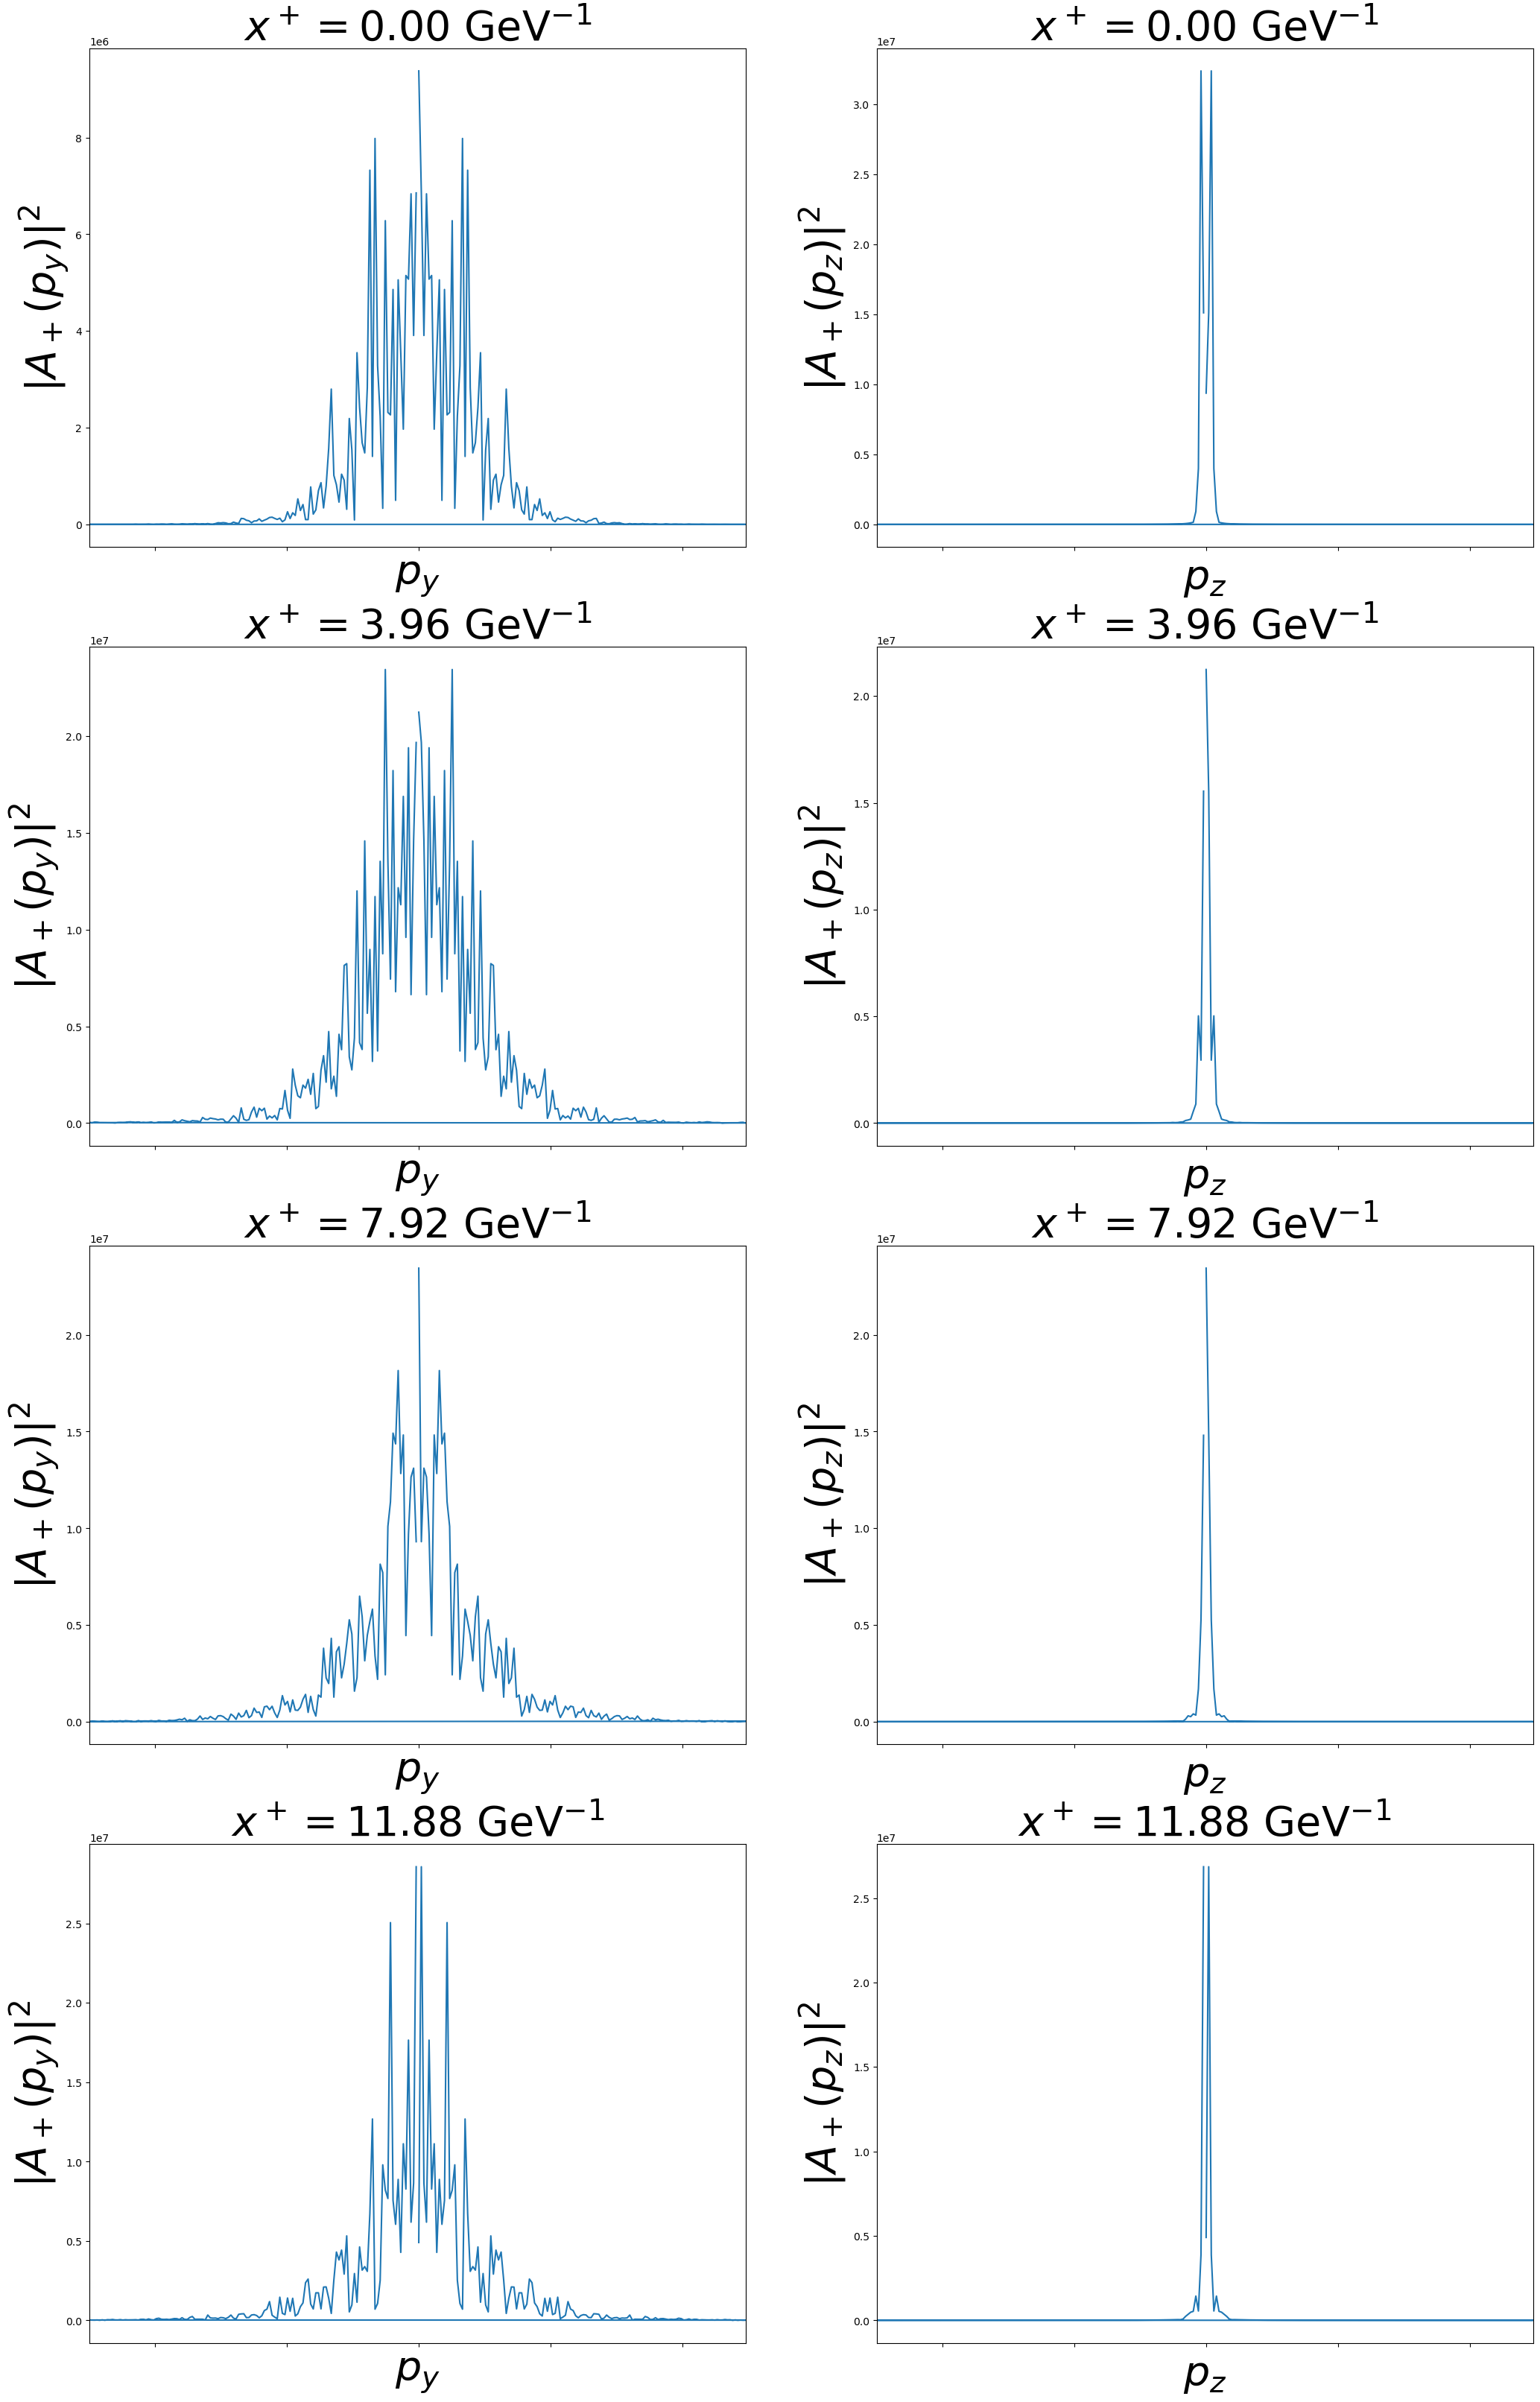 x⁺ = 0.00 GeV⁻¹
1e6
8
6
4
2
0
|A₊(p_y)|²
p_y
x⁺ = 0.00 GeV⁻¹
1e7
3.0
2.5
2.0
1.5
1.0
0.5
0.0
|A₊(p_z)|²
p_z
x⁺ = 3.96 GeV⁻¹
1e7
2.0
1.5
1.0
0.5
0.0
|A₊(p_y)|²
p_y
x⁺ = 3.96 GeV⁻¹
1e7
2.0
1.5
1.0
0.5
0.0
|A₊(p_z)|²
p_z
x⁺ = 7.92 GeV⁻¹
1e7
2.0
1.5
1.0
0.5
0.0
|A₊(p_y)|²
p_y
x⁺ = 7.92 GeV⁻¹
1e7
2.0
1.5
1.0
0.5
0.0
|A₊(p_z)|²
p_z
x⁺ = 11.88 GeV⁻¹
1e7
2.5
2.0
1.5
1.0
0.5
0.0
|A₊(p_y)|²
p_y
x⁺ = 11.88 GeV⁻¹
1e7
2.5
2.0
1.5
1.0
0.5
0.0
|A₊(p_z)|²
p_z